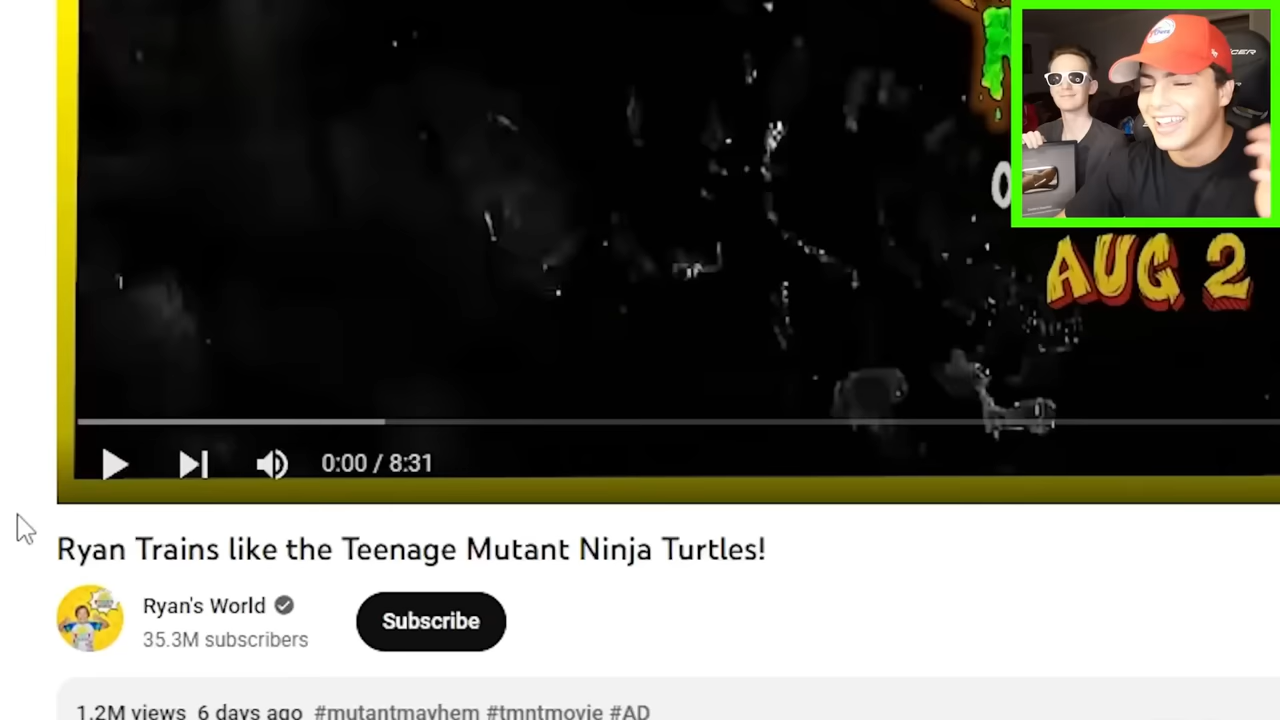 AUG 2
0:00 / 8:31
Ryan Trains like the Teenage Mutant Ninja Turtles!
Ryan's World
35.3M subscribers
Subscribe
1.2M views 6 days ago #mutantmayhem #tmntmovie #AD